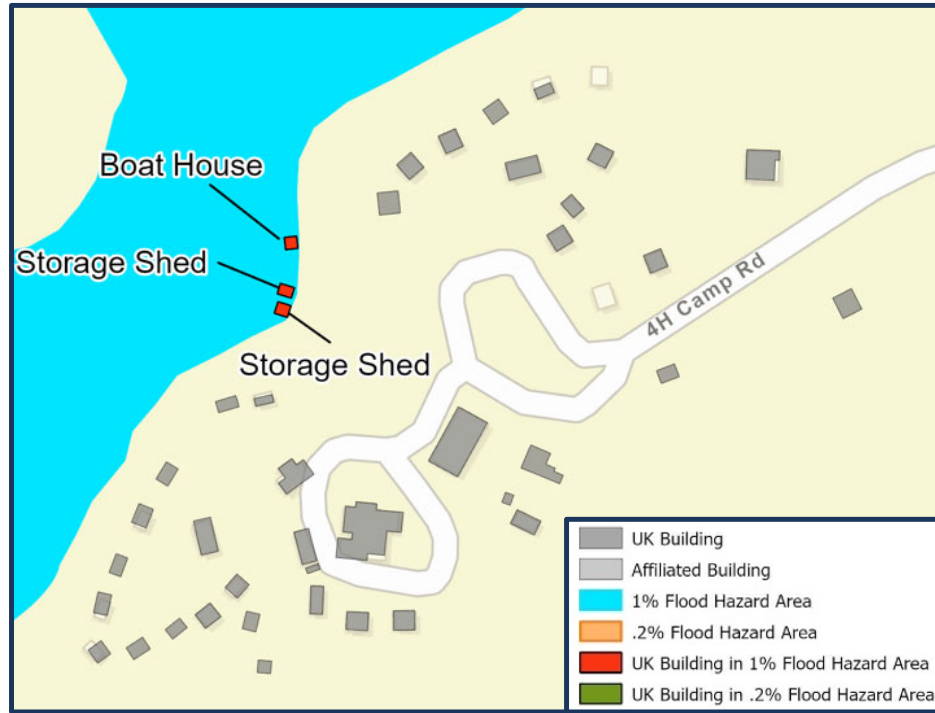 Boat House
Storage Shed
Storage Shed
4H Camp Rd
UK Building
Affiliated Building
1% Flood Hazard Area
.2% Flood Hazard Area
UK Building in 1% Flood Hazard Area
UK Building in .2% Flood Hazard Area